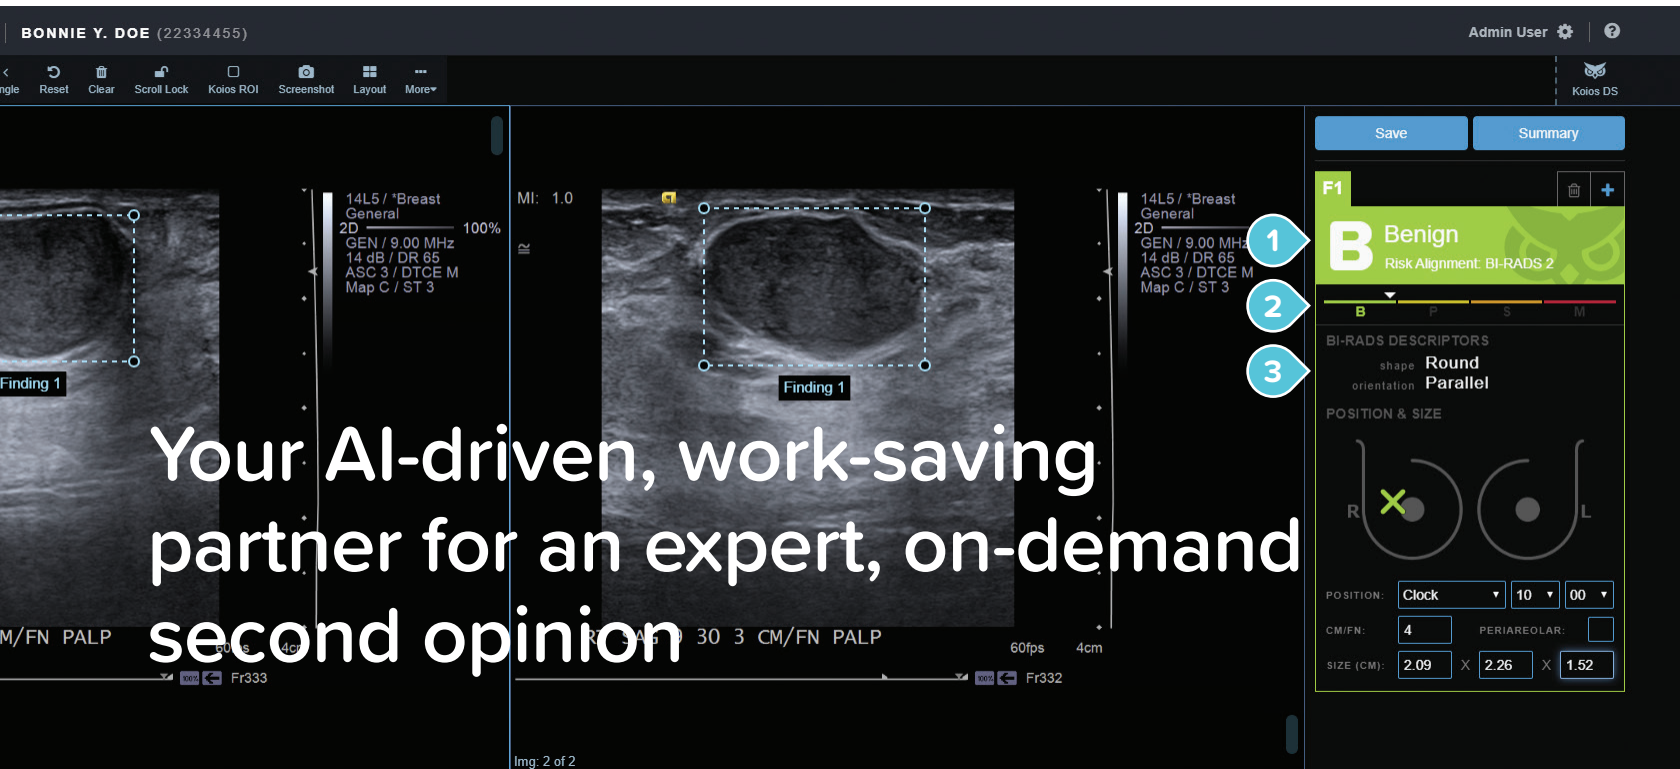 BONNIE Y. DOE (22334455)
Admin User
Reset
Clear
Scroll Lock
Koios ROI
Screenshot
Layout
More
Koios DS
Save
Summary
F1
B
Benign
Risk Alignment: BI-RADS 2
1
2
3
B P S M
BI-RADS DESCRIPTORS
shape Round
orientation Parallel
POSITION & SIZE
R
L
POSITION: Clock 10 00
CM/FN: 4 PERIAREOLAR:
SIZE (CM): 2.09 X 2.26 X 1.52
14L5 / *Breast
General
2D 100%
GEN / 9.00 MHz
14 dB / DR 65
ASC 3 / DTCE M
Map C / ST 3
MI: 1.0
14L5 / *Breast
General
2D
GEN / 9.00 MHz
14 dB / DR 65
ASC 3 / DTCE M
Map C / ST 3
Finding 1
Finding 1
Your AI-driven, work-saving
partner for an expert, on-demand
second opinion
M/FN PALP
30 3 CM/FN PALP
60fps 4cm
100%
Fr333
100%
Fr332
Img: 2 of 2